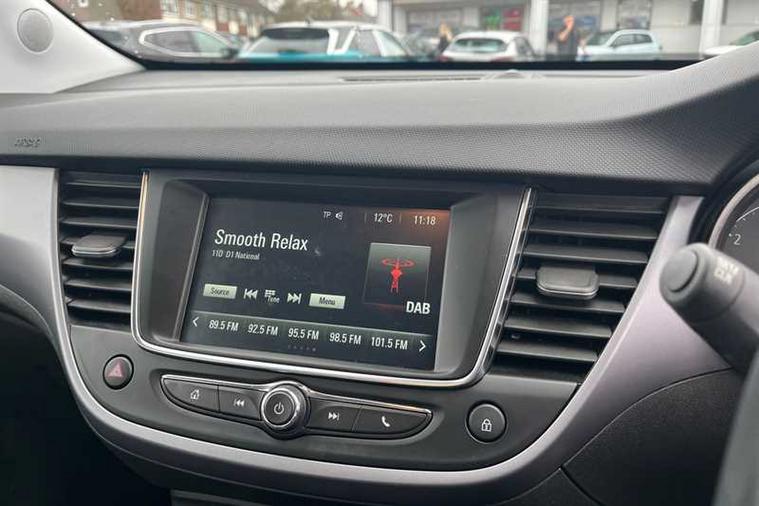 TP 12°C 11:18
Smooth Relax
11D D1 National
Source Tune Menu
DAB
89.5 FM 92.5 FM 95.5 FM 98.5 FM 101.5 FM
2